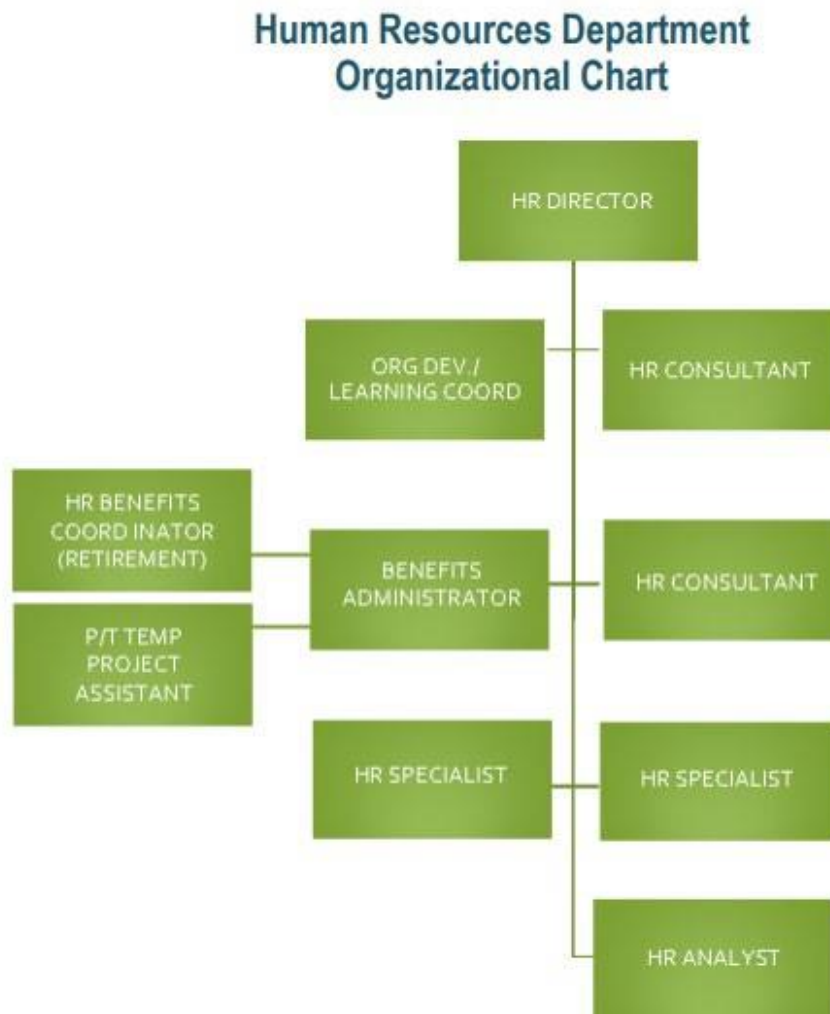 Human Resources Department
Organizational Chart
HR DIRECTOR
ORG DEV./
LEARNING COORD
HR CONSULTANT
HR BENEFITS
COORD INATOR
(RETIREMENT)
BENEFITS
ADMINISTRATOR
HR CONSULTANT
P/T TEMP
PROJECT
ASSISTANT
HR SPECIALIST
HR SPECIALIST
HR ANALYST